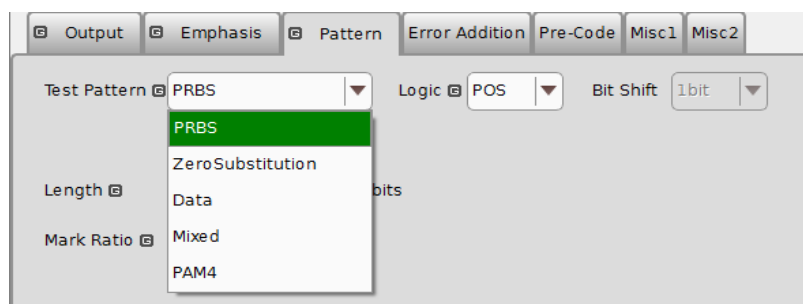 Output Emphasis Pattern Error Addition Pre-Code Misc1 Misc2
Test Pattern PRBS Logic POS Bit Shift 1bit
PRBS
ZeroSubstitution
Length bits
Data
Mark Ratio Mixed
PAM4